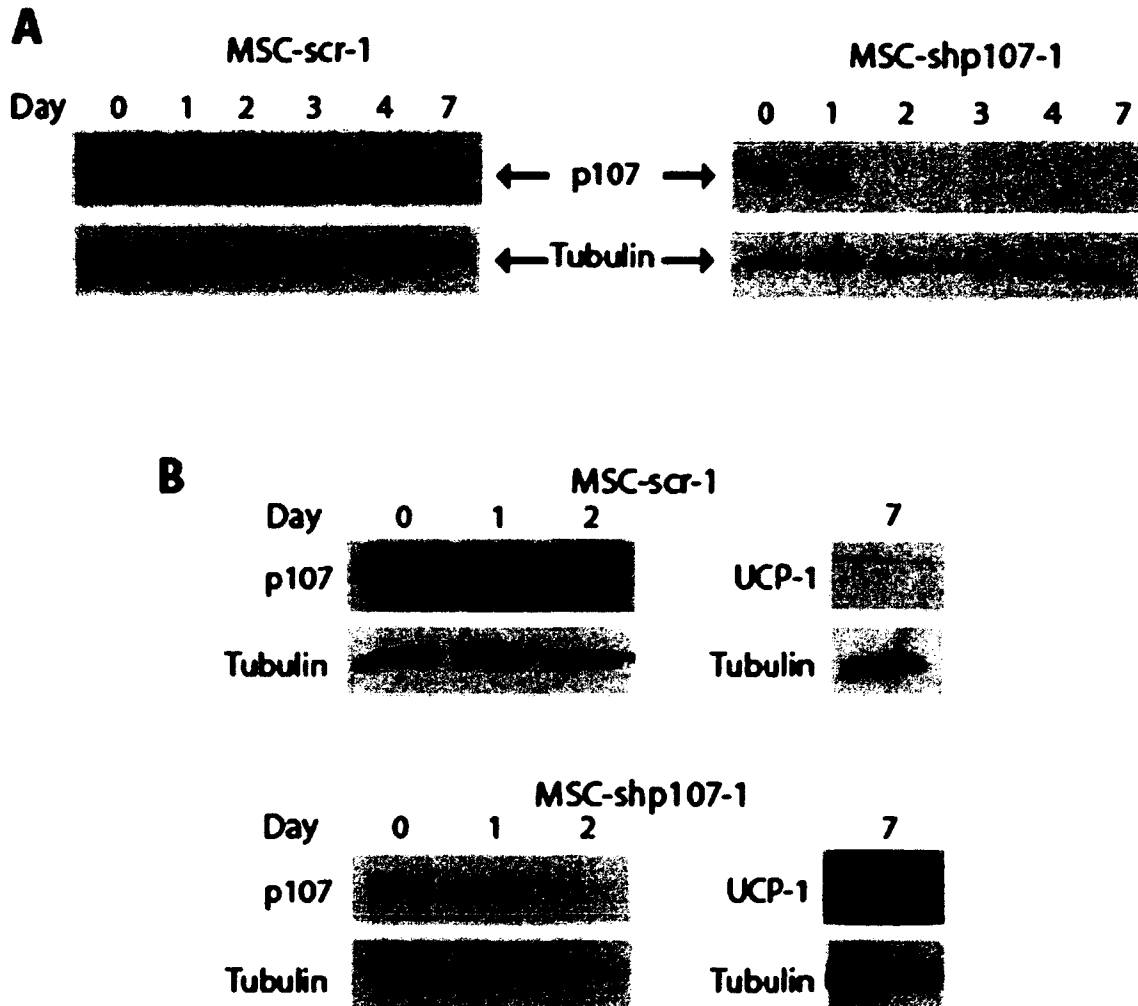 A
MSC-scr-1
MSC-shp107-1
Day 0 1 2 3 4 7
0 1 2 3 4 7
p107
Tubulin
B
MSC-scr-1
Day 0 1 2
7
p107
UCP-1
Tubulin
Tubulin
MSC-shp107-1
Day 0 1 2
7
p107
UCP-1
Tubulin
Tubulin